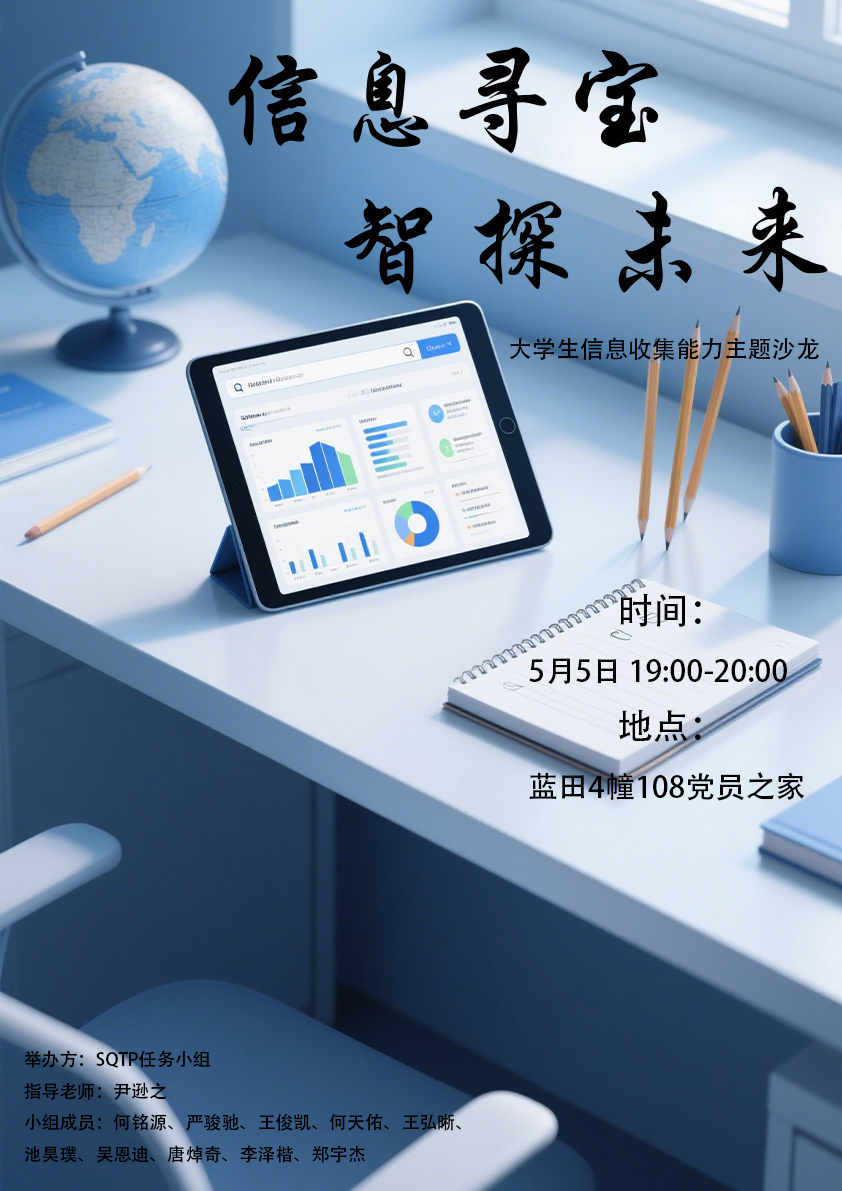 信息寻宝
智探未来
大学生信息收集能力主题沙龙
时间：
5月5日 19:00-20:00
地点：
蓝田4幢108党员之家
举办方：SQTP任务小组
指导老师：尹逊之
小组成员：何铭源、严骏驰、王俊凯、何天佑、王弘晰、
池昊璞、吴恩迪、唐焯奇、李泽楷、郑宇杰